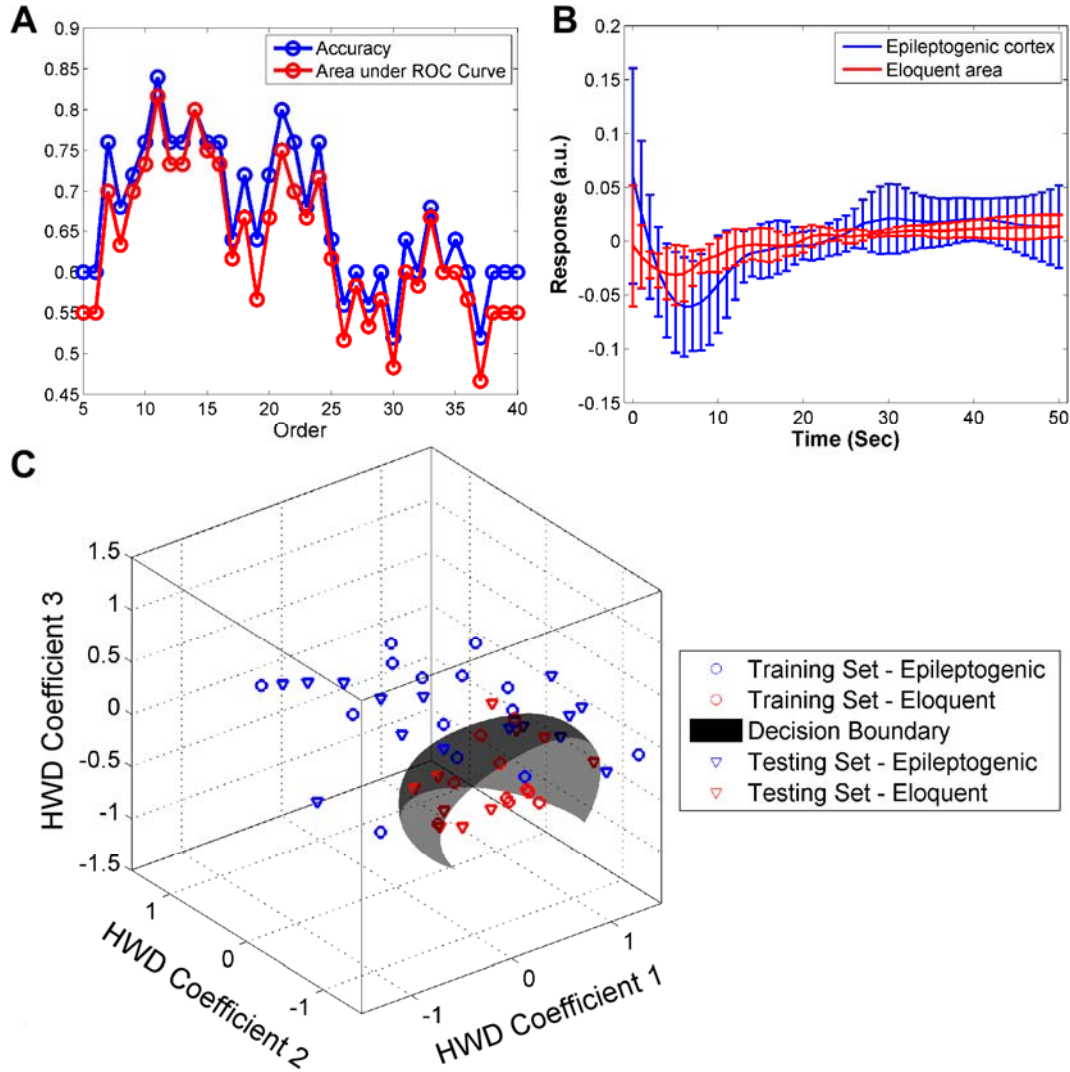 A
0.9
0.85
0.8
0.75
0.7
0.65
0.6
0.55
0.5
0.45
5
10
15
20
25
30
35
40
Order
Accuracy
Area under ROC Curve
B
0.2
0.15
0.1
0.05
0
-0.05
-0.1
-0.15
0
10
20
30
40
50
Response (a.u.)
Time (Sec)
Epileptogenic cortex
Eloquent area
C
1.5
1
0.5
0
-0.5
-1
-1.5
HWD Coefficient 3
1
0
-1
HWD Coefficient 2
-1
0
1
HWD Coefficient 1
Training Set - Epileptogenic
Training Set - Eloquent
Decision Boundary
Testing Set - Epileptogenic
Testing Set - Eloquent